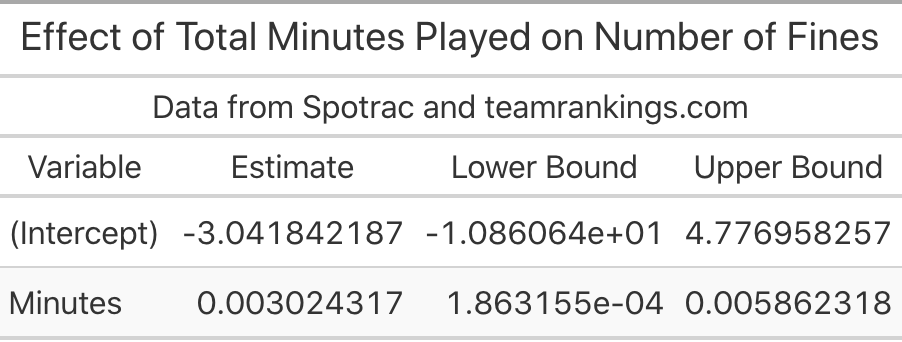 Effect of Total Minutes Played on Number of Fines
Data from Spotrac and teamrankings.com
Variable Estimate Lower Bound Upper Bound
(Intercept) -3.041842187 -1.086064e+01 4.776958257
Minutes 0.003024317 1.863155e-04 0.005862318